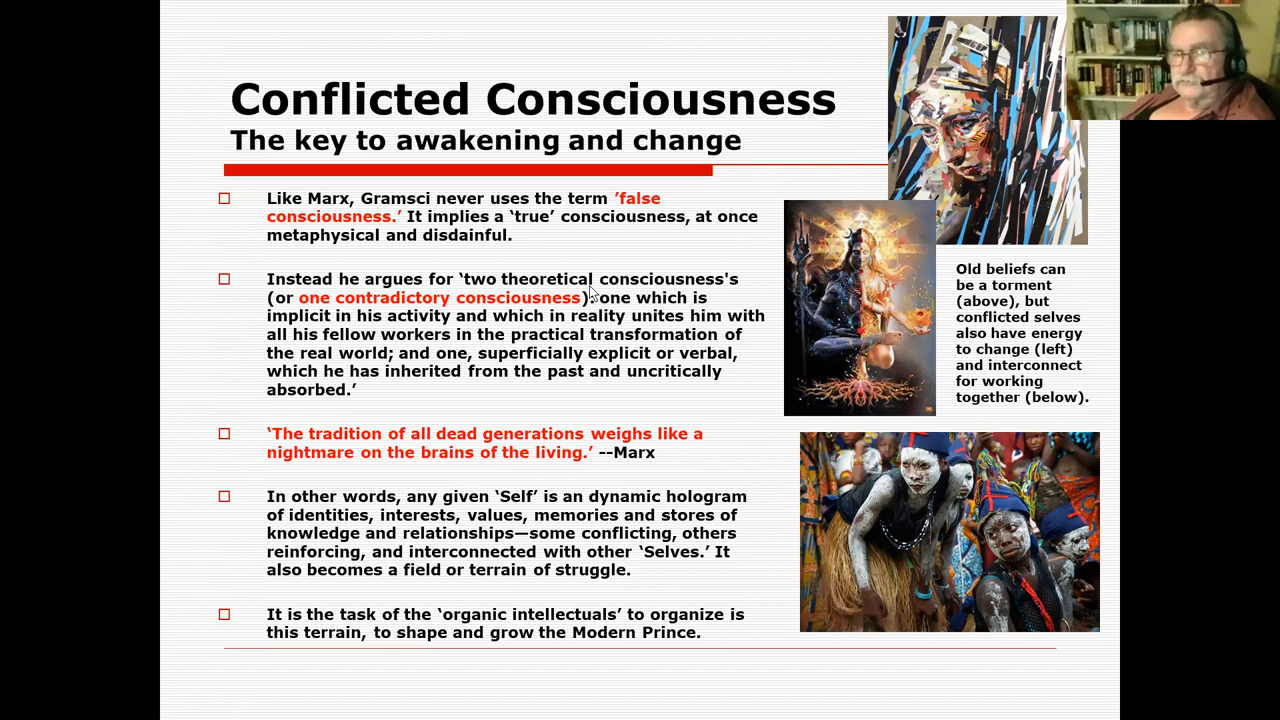 Conflicted Consciousness
The key to awakening and change
Like Marx, Gramsci never uses the term ’false
consciousness.’ It implies a ‘true’ consciousness, at once
metaphysical and disdainful.
Instead he argues for ‘two theoretical consciousness's
(or one contradictory consciousness): one which is
implicit in his activity and which in reality unites him with
all his fellow workers in the practical transformation of
the real world; and one, superficially explicit or verbal,
which he has inherited from the past and uncritically
absorbed.’
‘The tradition of all dead generations weighs like a
nightmare on the brains of the living.’ --Marx
In other words, any given ‘Self’ is an dynamic hologram
of identities, interests, values, memories and stores of
knowledge and relationships—some conflicting, others
reinforcing, and interconnected with other ‘Selves.’ It
also becomes a field or terrain of struggle.
It is the task of the ‘organic intellectuals’ to organize is
this terrain, to shape and grow the Modern Prince.
Old beliefs can
be a torment
(above), but
conflicted selves
also have energy
to change (left)
and interconnect
for working
together (below).